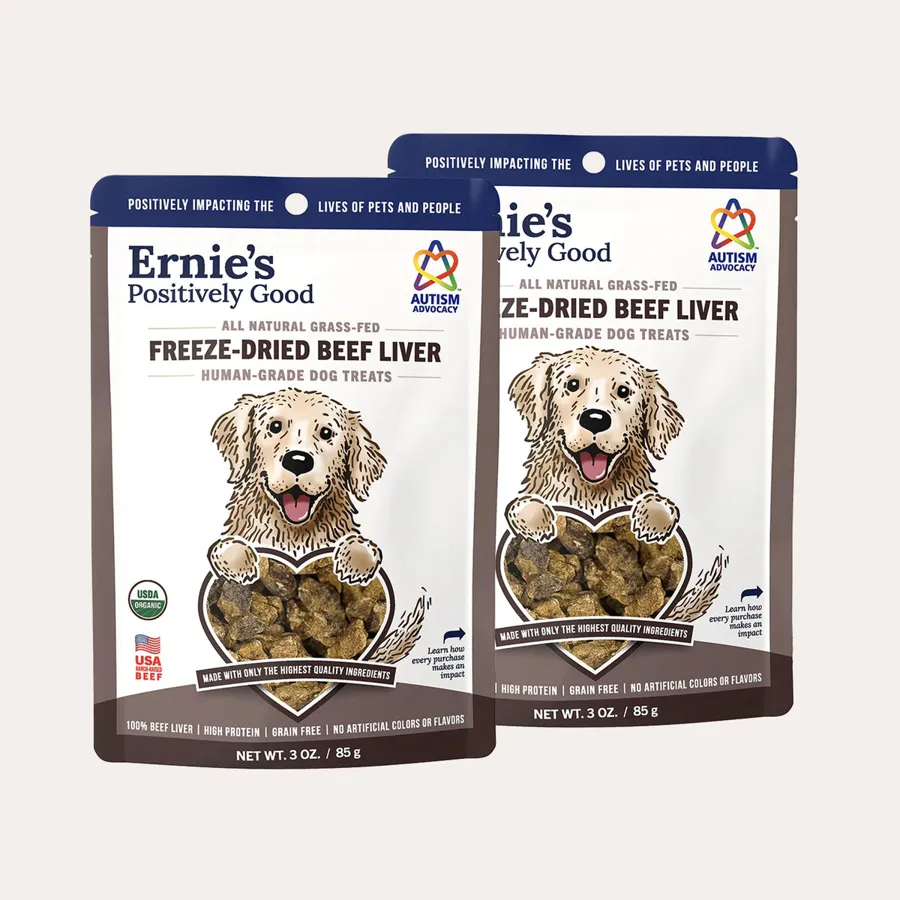 POSITIVELY IMPACTING THE LIVES OF PETS AND PEOPLE
Ernie's
Positively Good
AUTISM
ADVOCACY
ALL NATURAL GRASS-FED
FREEZE-DRIED BEEF LIVER
HUMAN-GRADE DOG TREATS
USDA
ORGANIC
USA
RANCH-RAISED
BEEF
Learn how
every purchase
makes an
impact
MADE WITH ONLY THE HIGHEST QUALITY INGREDIENTS
100% BEEF LIVER | HIGH PROTEIN | GRAIN FREE | NO ARTIFICIAL COLORS OR FLAVORS
NET WT. 3 OZ. / 85 g
POSITIVELY IMPACTING THE LIVES OF PETS AND PEOPLE
nie's
vely Good
AUTISM
ADVOCACY
ALL NATURAL GRASS-FED
ZE-DRIED BEEF LIVER
HUMAN-GRADE DOG TREATS
Learn how
every purchase
makes an
impact
MADE WITH ONLY THE HIGHEST QUALITY INGREDIENTS
| HIGH PROTEIN | GRAIN FREE | NO ARTIFICIAL COLORS OR FLAVORS
NET WT. 3 OZ. / 85 g